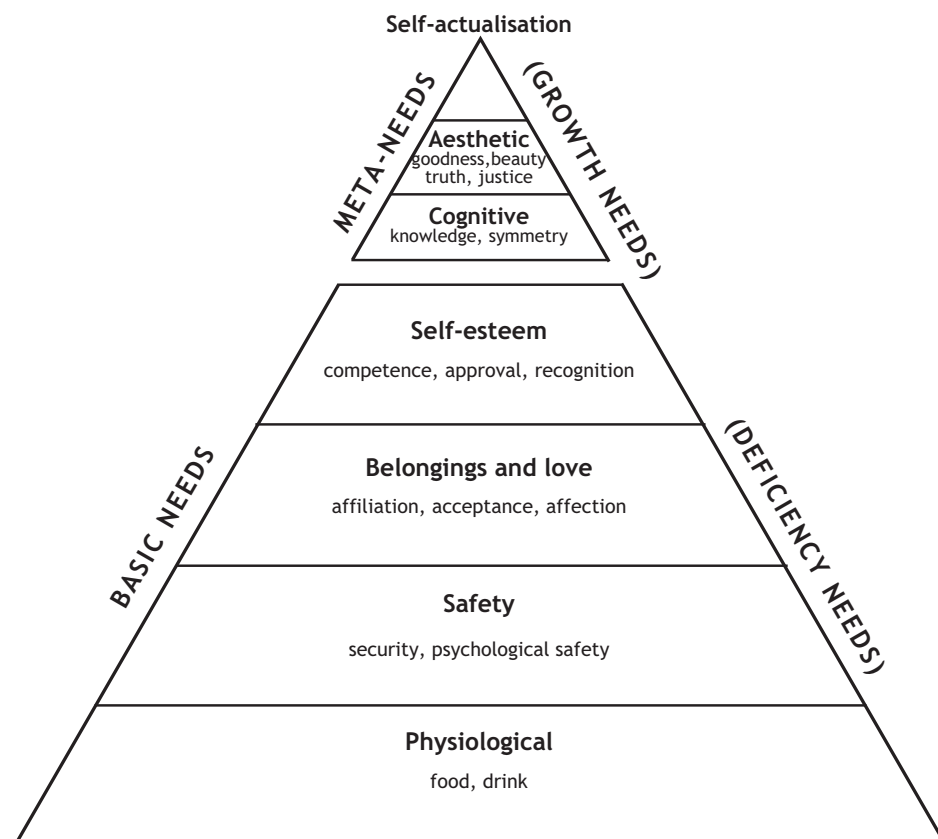 Self-actualisation
META-NEEDS
(GROWTH NEEDS)
Aesthetic
goodness,beauty
truth, justice
Cognitive
knowledge, symmetry
Self-esteem
competence, approval, recognition
BASIC NEEDS
(DEFICIENCY NEEDS)
Belongings and love
affiliation, acceptance, affection
Safety
security, psychological safety
Physiological
food, drink